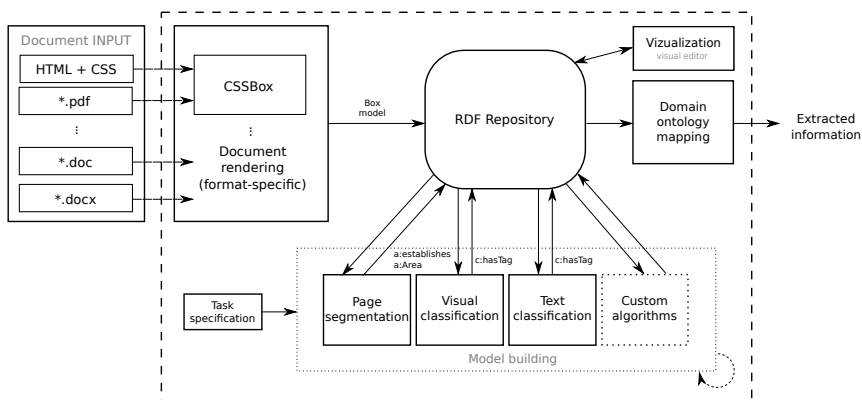 Document INPUT
HTML + CSS
*.pdf
...
*.doc
*.docx
CSSBox
...
Document
rendering
(format-specific)
Box
model
RDF Repository
Vizualization
visual editor
Domain
ontology
mapping
Extracted
information
a:establishes
a:Area
c:hasTag
c:hasTag
Task
specification
Page
segmentation
Visual
classification
Text
classification
Custom
algorithms
Model building